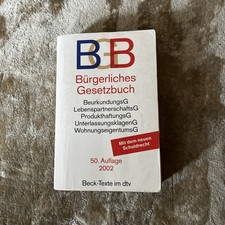 BGB
Bürgerliches
Gesetzbuch
BeurkundungsG
LebenspartnerschaftsG
ProdukthaftungsG
UnterlassungsklagenG
WohnungseigentumsG
Mit dem neuen
Schuldrecht
50. Auflage
2002
Beck-Texte im dtv